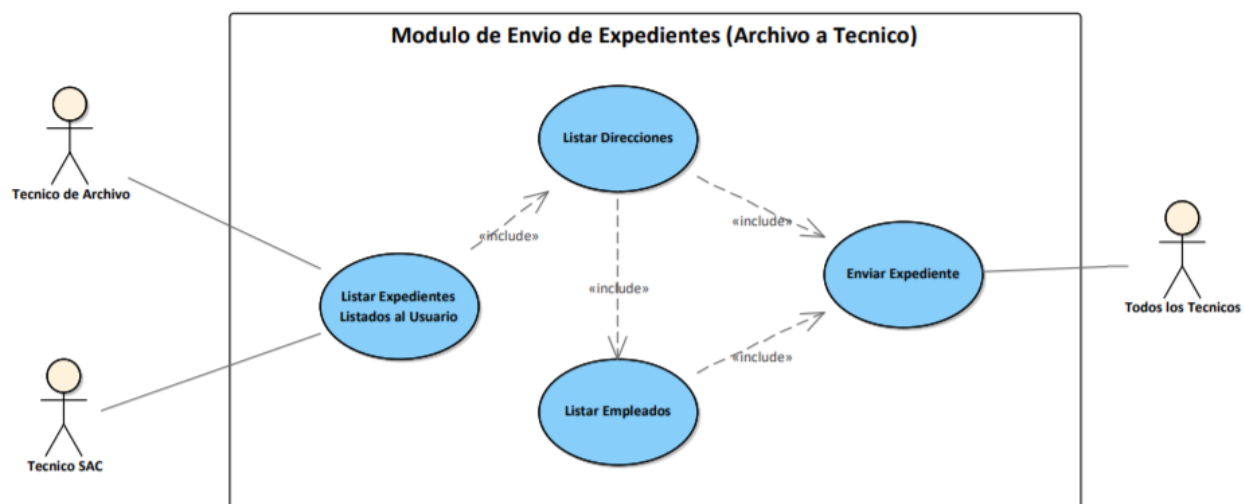 Modulo de Envio de Expedientes (Archivo a Tecnico)
Listar Direcciones
Tecnico de Archivo
«include»
«include»
Listar Expedientes
Listados al Usuario
Enviar Expediente
Todos los Tecnicos
«include»
«include»
Listar Empleados
Tecnico SAC